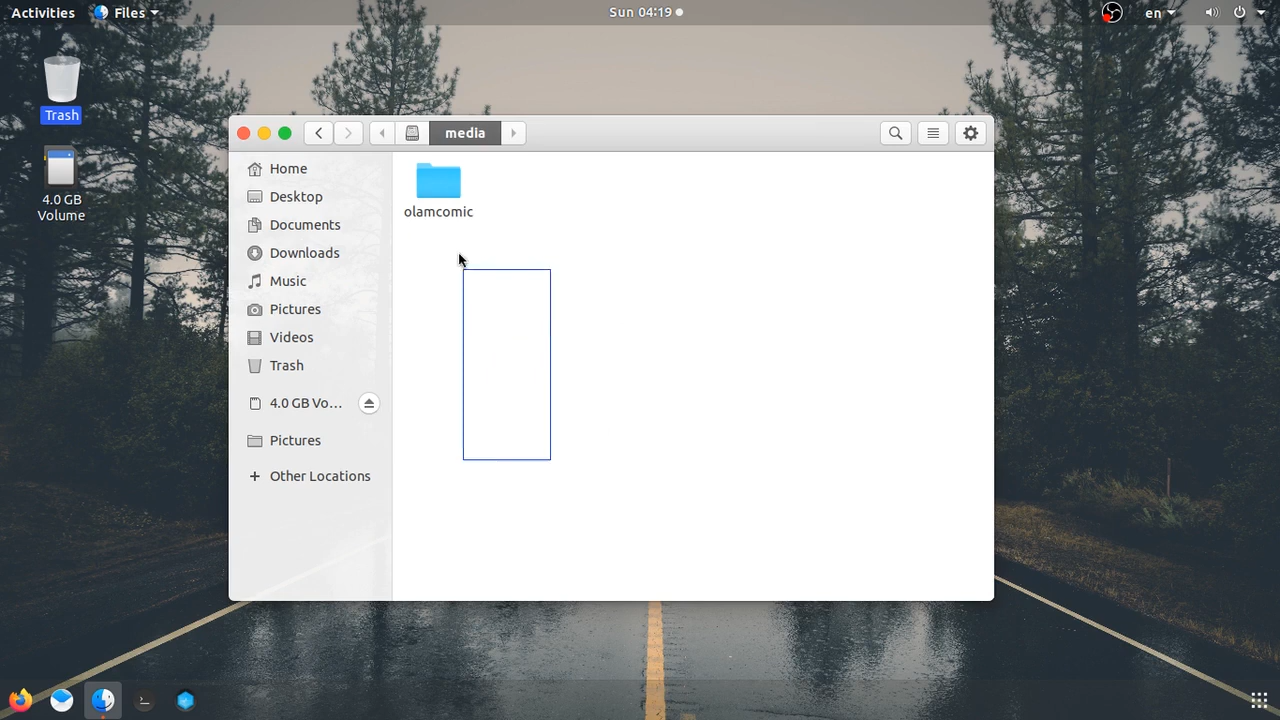 Activities
Files
Sun 04:19
en
Trash
4.0 GB
Volume
media
Home
Desktop
Documents
Downloads
Music
Pictures
Videos
Trash
4.0 GB Vo…
Pictures
Other Locations
olamcomic